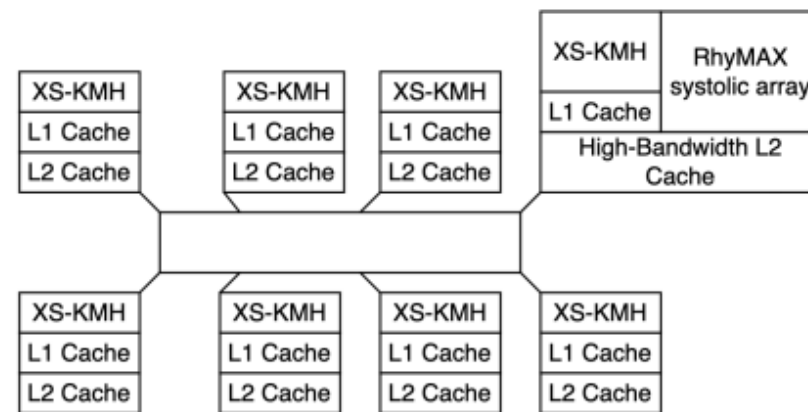 XS-KMH
L1 Cache
L2 Cache
XS-KMH
L1 Cache
L2 Cache
XS-KMH
L1 Cache
L2 Cache
XS-KMH
L1 Cache
RhyMAX
systolic array
High-Bandwidth L2
Cache
XS-KMH
L1 Cache
L2 Cache
XS-KMH
L1 Cache
L2 Cache
XS-KMH
L1 Cache
L2 Cache
XS-KMH
L1 Cache
L2 Cache